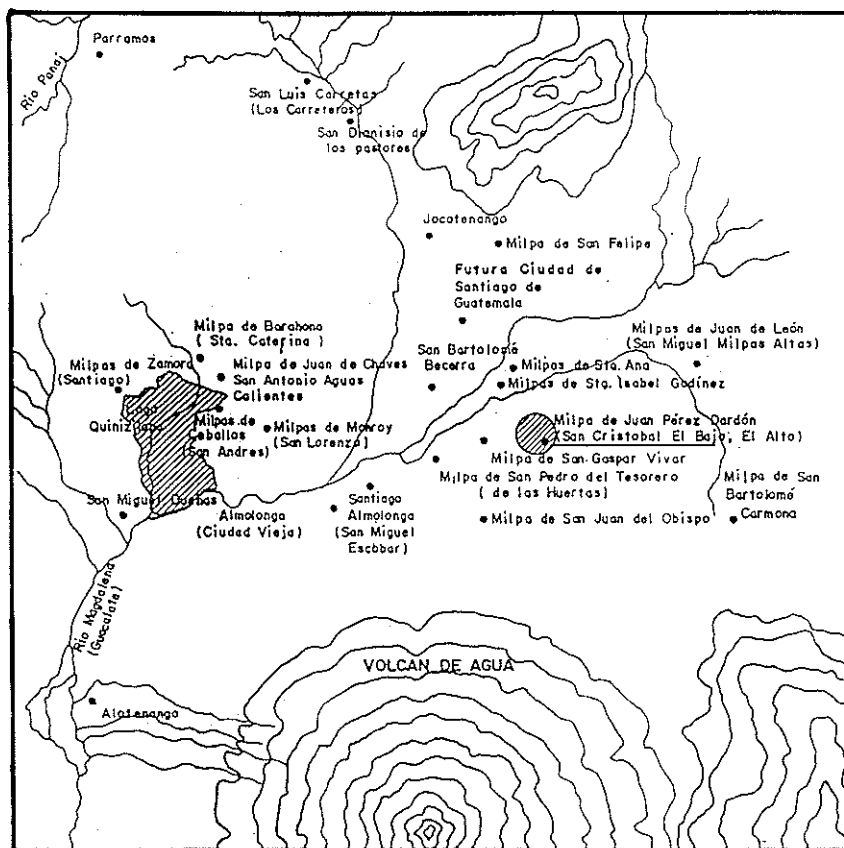 Parramos
Río Panaj
San Luis Carretas
(Los Carreteros)
San Dionisio de
los pastores
Jocotenango
Milpa de San Felipe
Futura Ciudad de
Santiago de
Guatemala
Milpa de Barahona
(Sta. Catarina)
Milpas de Juan de León
(San Miguel Milpas Altas)
Milpas de Zamora
(Santiago)
Milpa de Juan de Chaves
San Antonio Aguas
Calientes
San Bartolomé
Becerra
Milpas de Sta. Ana
Milpas de Sta. Isabel Godínez
Lago
Quinizilapa
Milpas de
Ceballos
(San Andres)
Milpas de Monroy
(San Lorenzo)
Milpa de Juan Pérez Dardón
(San Cristobal El Bajo, El Alto)
Milpa de San Gaspar Vivar
Milpa de San Pedro del Tesorero
(de las Huertas)
Milpa de San
Bartolomé
Carmona
San Miguel Dueñas
Almolonga
(Ciudad Vieja)
Santiago
Almolonga
(San Miguel
Escobar)
Milpa de San Juan del Obispo
Río Magdalena
(Guacalate)
VOLCAN DE AGUA
Alotenango